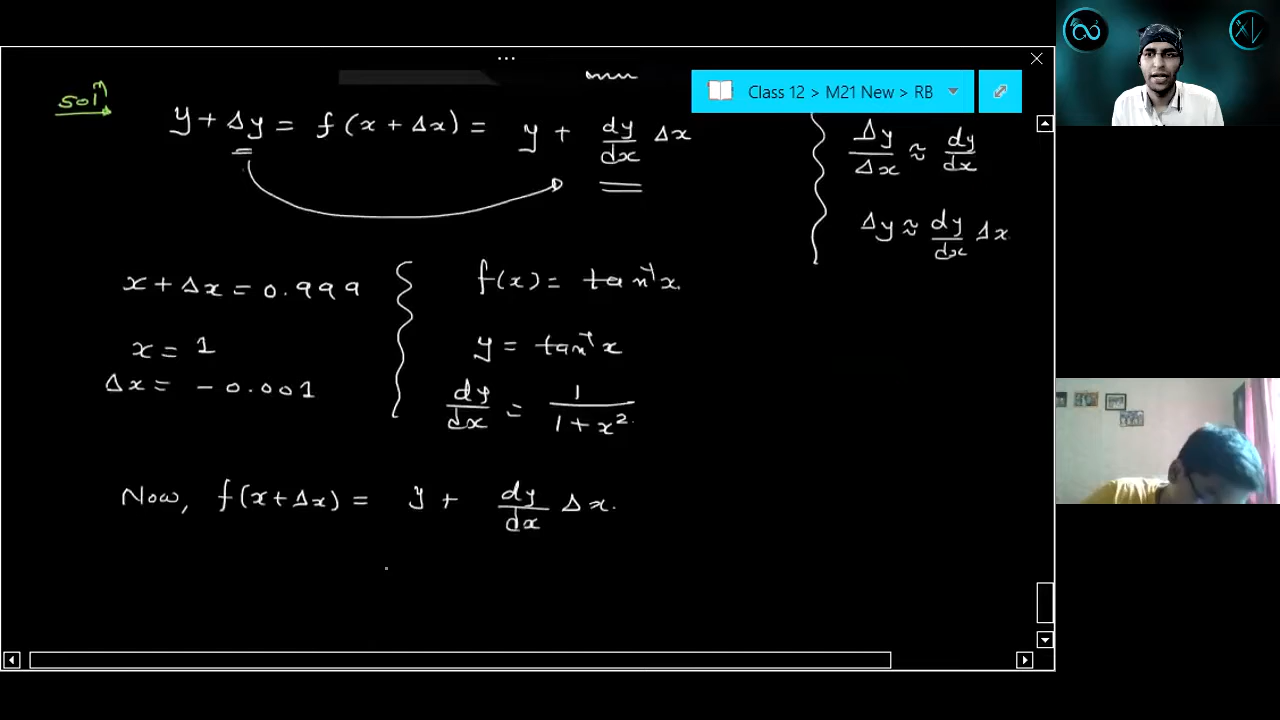 solⁿ
y + Δy = f(x + Δx) = y + dy/dx Δx
Class 12 > M21 New > RB
Δy/Δx ≈ dy/dx
Δy ≈ dy/dx Δx
x + Δx = 0.999
x = 1
Δx = - 0.001
f(x) = tan⁻¹x.
y = tan⁻¹x
dy/dx = 1/(1 + x²).
Now, f(x + Δx) = y + dy/dx Δx.